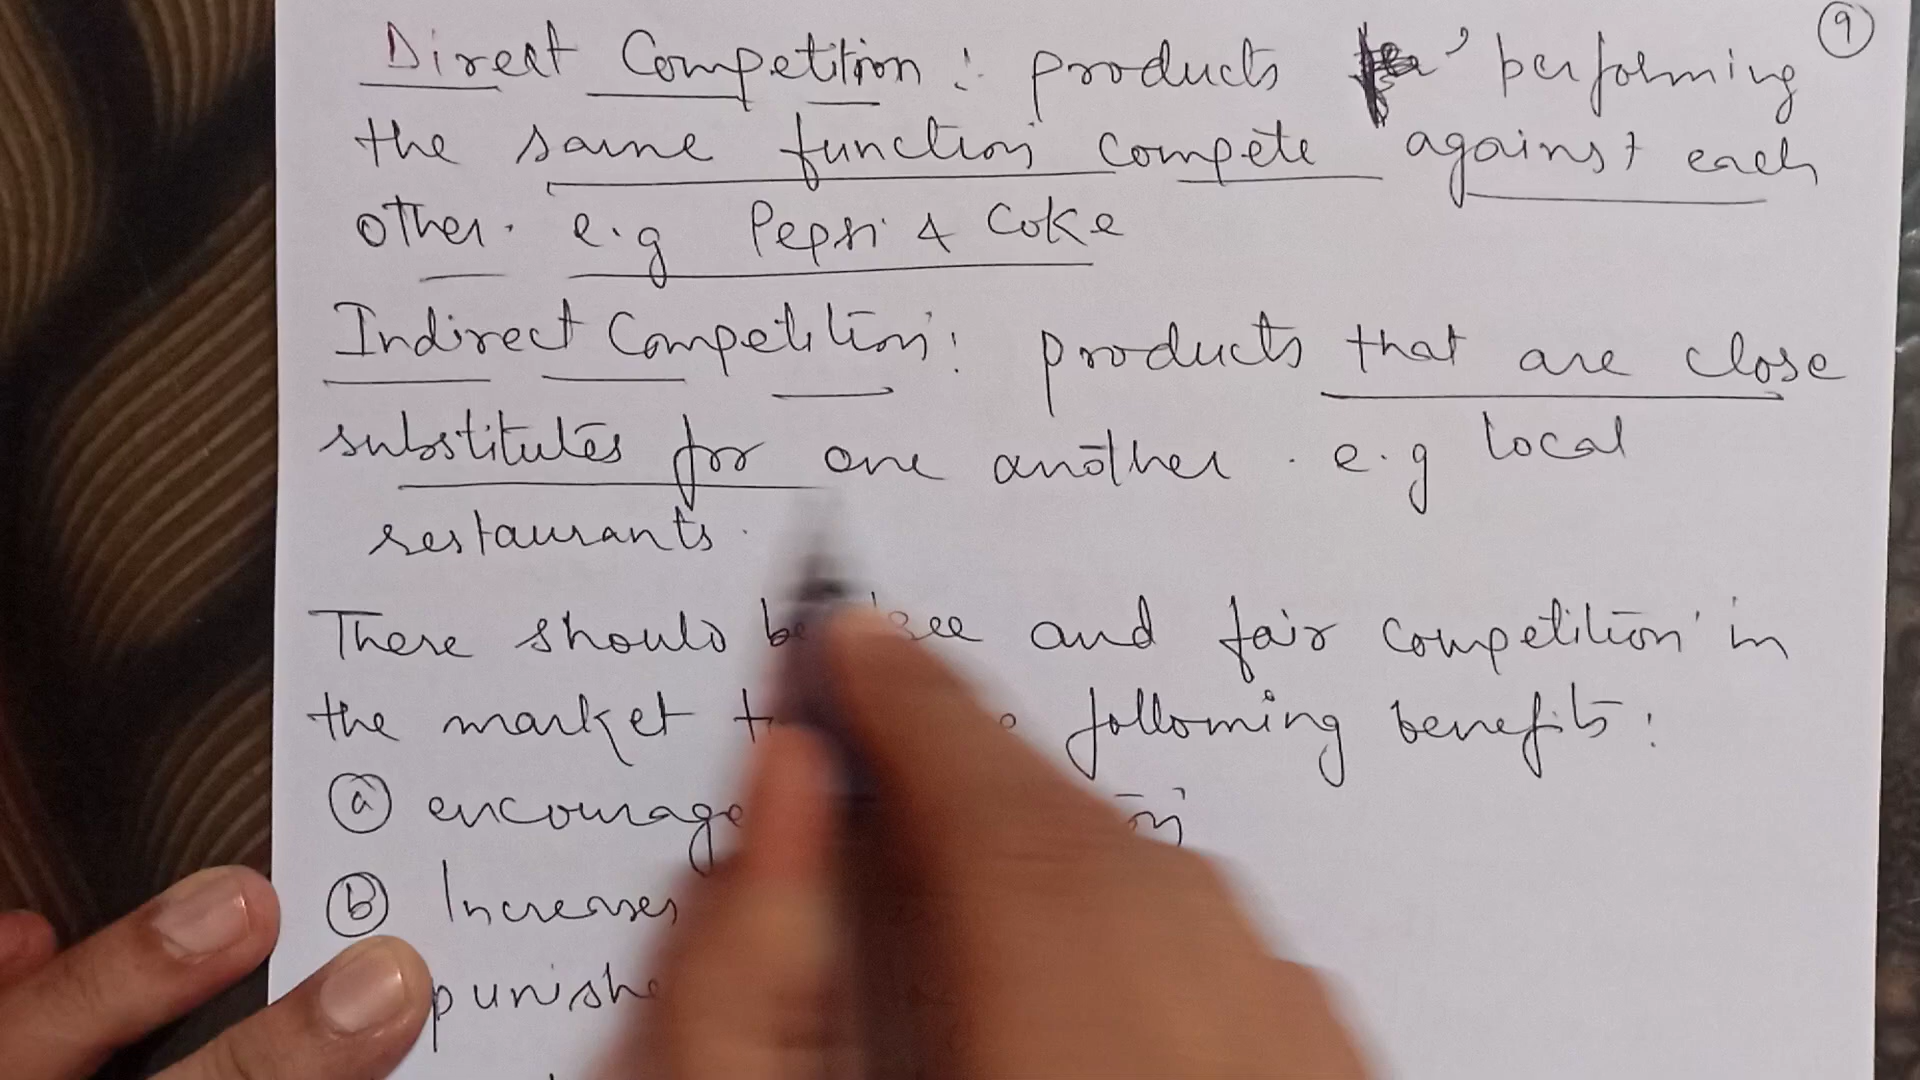 9
Direct Competition : products performing
the same function compete against each
other. e.g Pepsi & Coke
Indirect Competition : products that are close
substitutes for one another. e.g local
restaurants.
There should and fair competition in
the market following benefits :
(a) encourage
(b) Increases